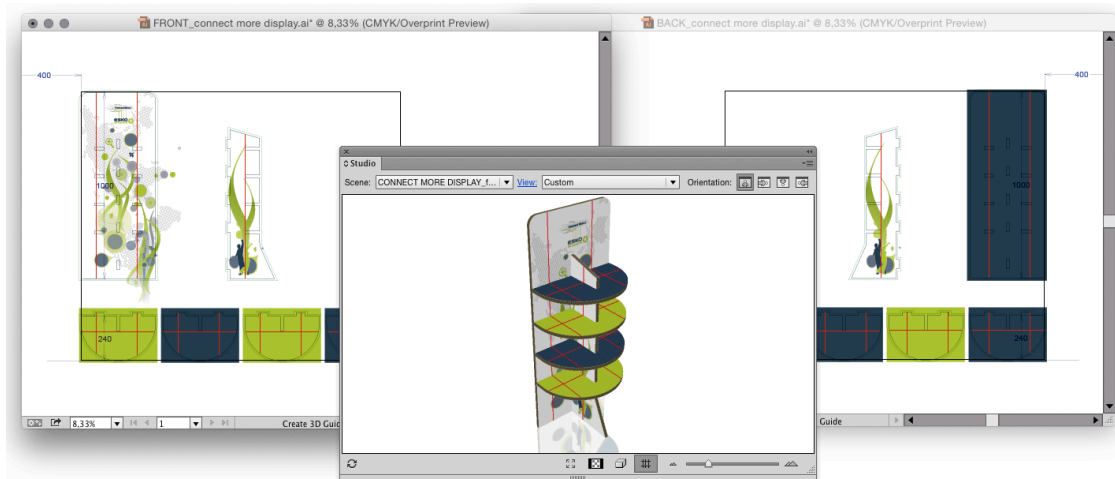 FRONT_connect more display.ai* @ 8,33% (CMYK/Overprint Preview)
BACK_connect more display.ai* @ 8,33% (CMYK/Overprint Preview)
400
400
ESKO
1000
240
Studio
Scene: CONNECT MORE DISPLAY_f... View: Custom Orientation:
ESKO
1000
240
8,33% 1 Create 3D Guid
Guide